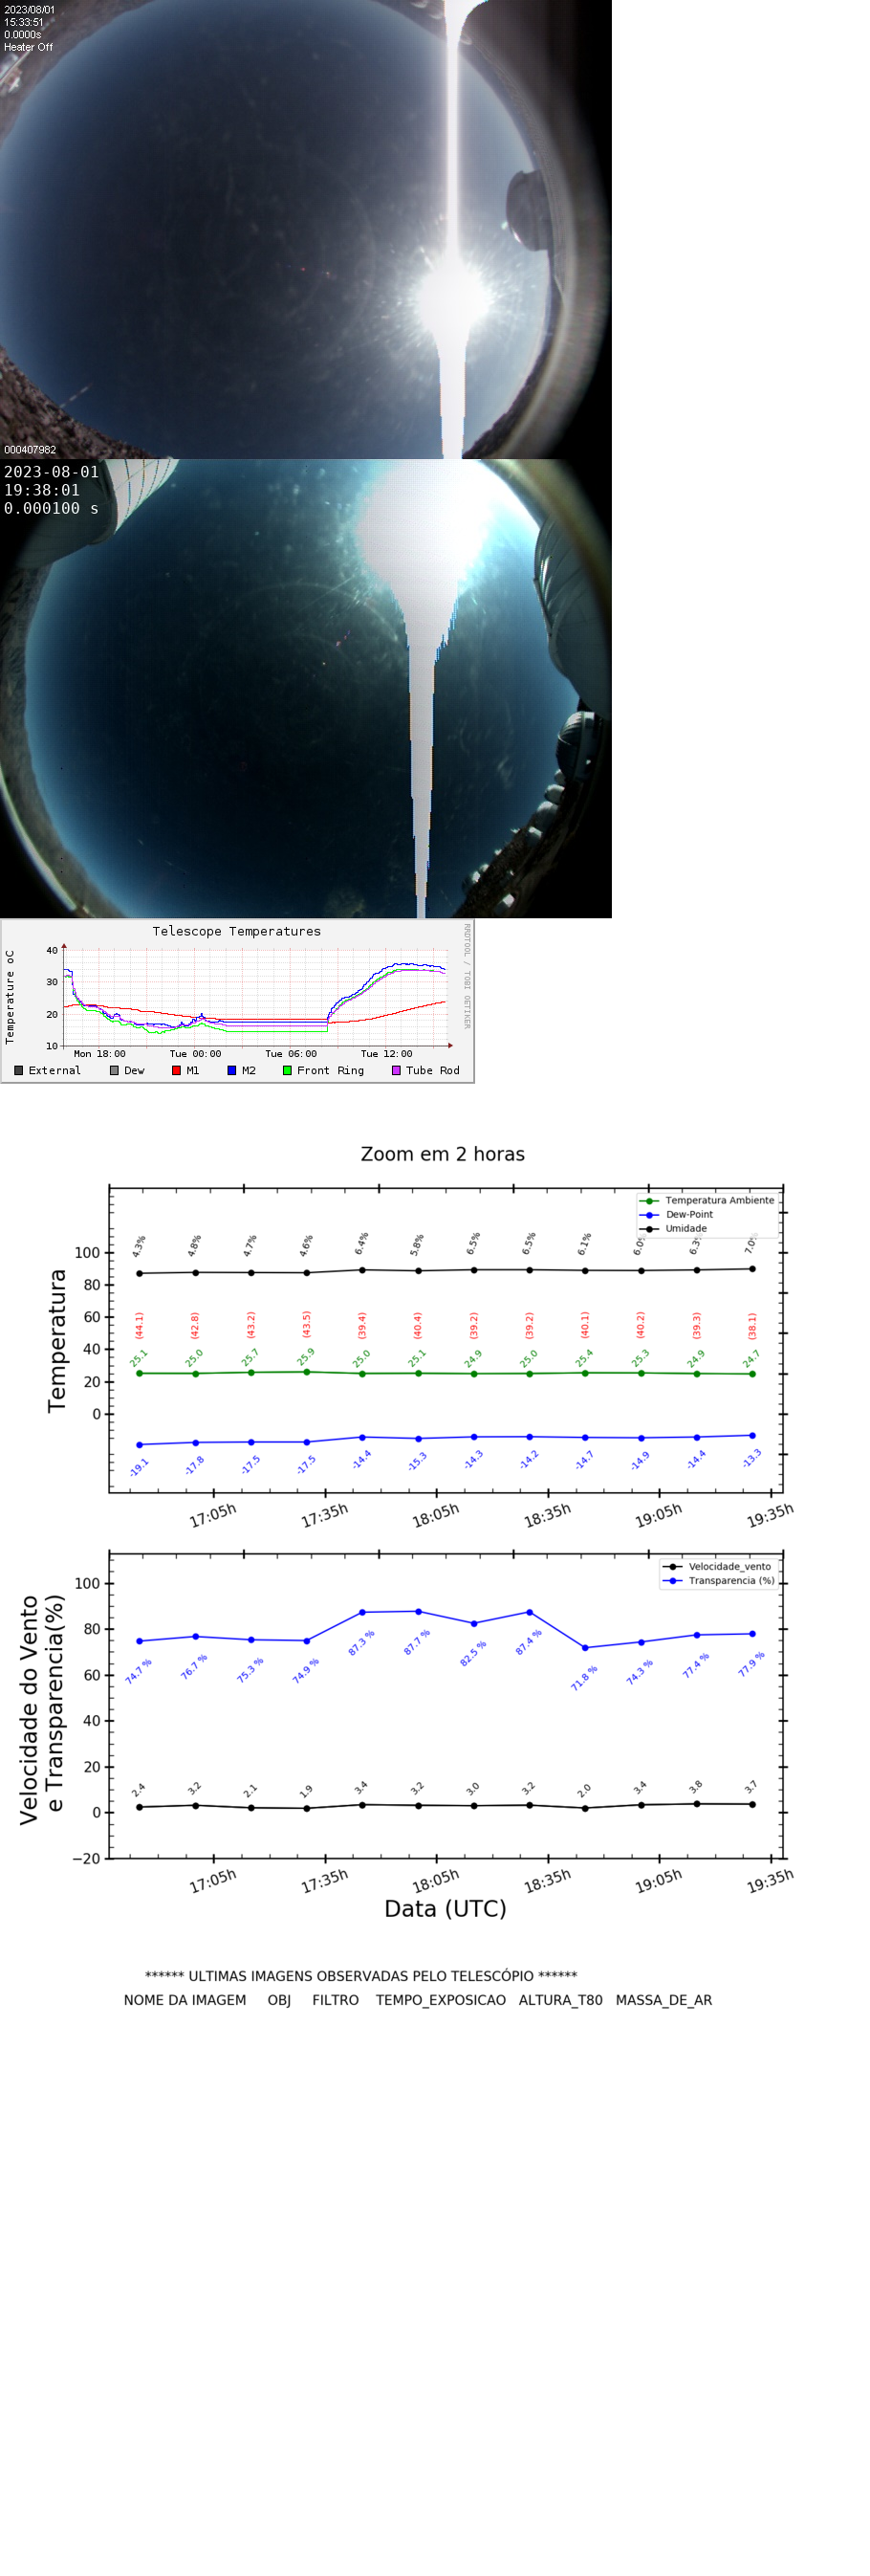 2023/08/01
15:33:51
0.0000s
Heater Off
000407982
2023-08-01
19:38:01
0.000100 s
Telescope Temperatures
RRDTOOL / TOBI OETIKER
Temperature oC
40
30
20
10
Mon 18:00 Tue 00:00 Tue 06:00 Tue 12:00
External Dew M1 M2 Front Ring Tube Rod
Zoom em 2 horas
Temperatura
Temperatura Ambiente
Dew-Point
Umidade
100
80
60
40
20
0
4.3% 4.8% 4.7% 4.6% 6.4% 5.8% 6.5% 6.5% 6.1% 6.0% 6.3% 7.0%
(44.1) (42.8) (43.2) (43.5) (39.4) (40.4) (39.2) (39.2) (40.1) (40.2) (39.3) (38.1)
25.1 25.0 25.7 25.9 25.0 25.1 24.9 25.0 25.4 25.3 24.9 24.7
-19.1 -17.8 -17.5 -17.5 -14.4 -15.3 -14.3 -14.2 -14.7 -14.9 -14.4 -13.3
17:05h 17:35h 18:05h 18:35h 19:05h 19:35h
Velocidade do Vento
e Transparencia(%)
Velocidade_vento
Transparencia (%)
100
80
60
40
20
0
−20
74.7 % 76.7 % 75.3 % 74.9 % 87.3 % 87.7 % 82.5 % 87.4 % 71.8 % 74.3 % 77.4 % 77.9 %
2.4 3.2 2.1 1.9 3.4 3.2 3.0 3.2 2.0 3.4 3.8 3.7
17:05h 17:35h 18:05h 18:35h 19:05h 19:35h
Data (UTC)
****** ULTIMAS IMAGENS OBSERVADAS PELO TELESCÓPIO ******
NOME DA IMAGEM OBJ FILTRO TEMPO_EXPOSICAO ALTURA_T80 MASSA_DE_AR